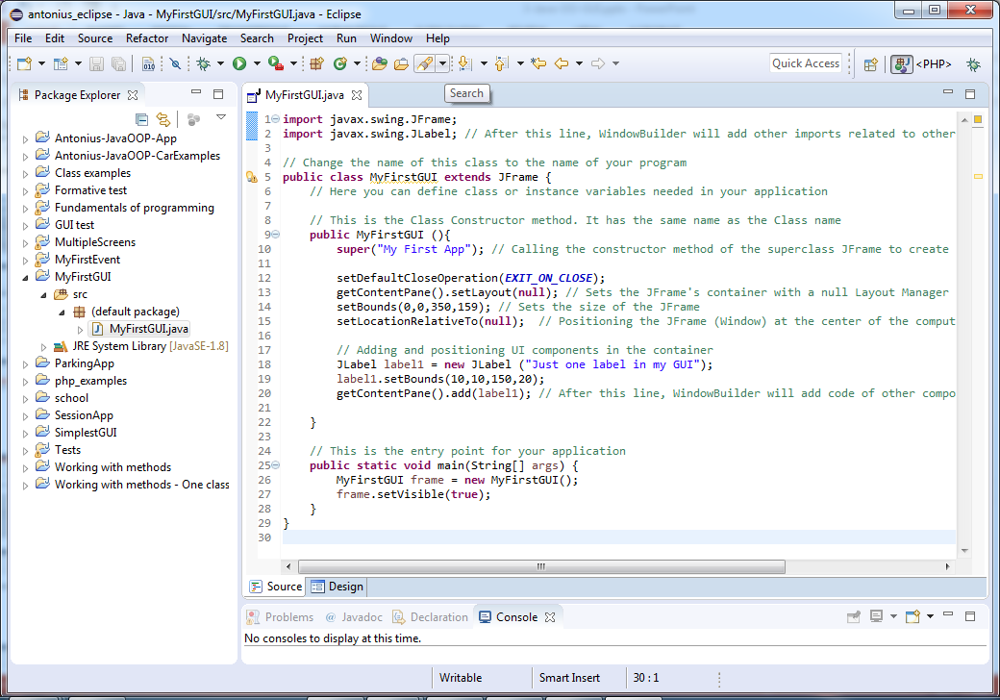 antonius_eclipse - Java - MyFirstGUI/src/MyFirstGUI.java - Eclipse
File Edit Source Refactor Navigate Search Project Run Window Help
010
Quick Access
<PHP>
Package Explorer
MyFirstGUI.java
Search
Antonius-JavaOOP-App
Antonius-JavaOOP-CarExamples
Class examples
Formative test
Fundamentals of programming
GUI test
MultipleScreens
MyFirstEvent
MyFirstGUI
src
(default package)
MyFirstGUI.java
JRE System Library [JavaSE-1.8]
ParkingApp
php_examples
school
SessionApp
SimplestGUI
Tests
Working with methods
Working with methods - One class
1 import javax.swing.JFrame;
2 import javax.swing.JLabel; // After this line, WindowBuilder will add other imports related to other
3
4 // Change the name of this class to the name of your program
5 public class MyFirstGUI extends JFrame {
6 // Here you can define class or instance variables needed in your application
7
8 // This is the Class Constructor method. It has the same name as the Class name
9 public MyFirstGUI (){
10 super("My First App"); // Calling the constructor method of the superclass JFrame to create
11
12 setDefaultCloseOperation(EXIT_ON_CLOSE);
13 getContentPane().setLayout(null); // Sets the JFrame's container with a null Layout Manager
14 setBounds(0,0,350,159); // Sets the size of the JFrame
15 setLocationRelativeTo(null); // Positioning the JFrame (Window) at the center of the comput
16
17 // Adding and positioning UI components in the container
18 JLabel label1 = new JLabel ("Just one label in my GUI");
19 label1.setBounds(10,10,150,20);
20 getContentPane().add(label1); // After this line, WindowBuilder will add code of other compo
21
22 }
23
24 // This is the entry point for your application
25 public static void main(String[] args) {
26 MyFirstGUI frame = new MyFirstGUI();
27 frame.setVisible(true);
28 }
29 }
30
Source Design
Problems @ Javadoc Declaration Console
No consoles to display at this time.
Writable Smart Insert 30 : 1